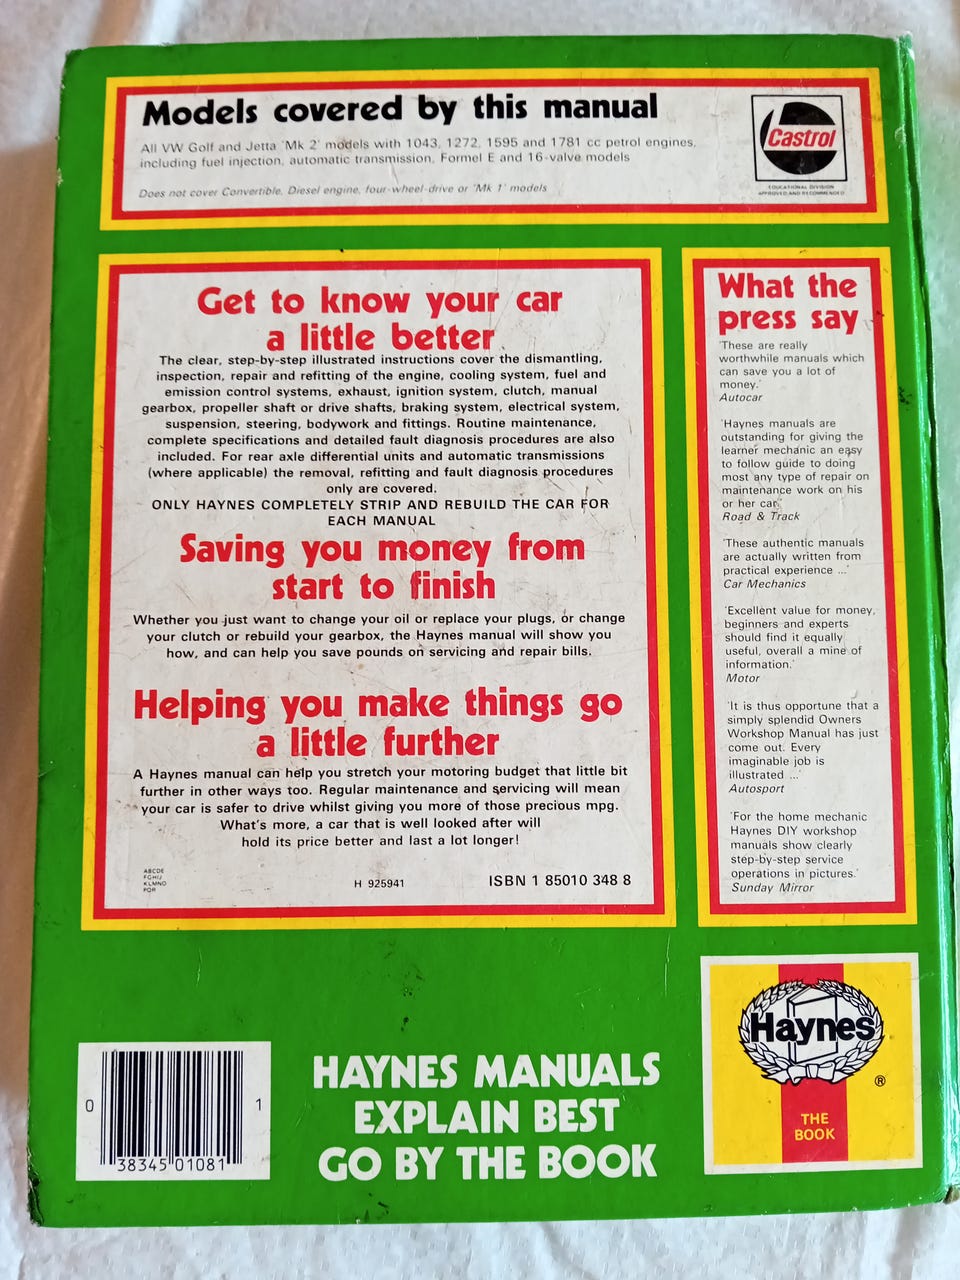 Models covered by this manual
All VW Golf and Jetta 'Mk 2' models with 1043, 1272, 1595 and 1781 cc petrol engines,
including fuel injection, automatic transmission, Formel E and 16-valve models
Does not cover Convertible, Diesel engine, four-wheel-drive or 'Mk 1' models
Castrol
EDUCATIONAL DIVISION
APPROVED AND RECOMMENDED
Get to know your car
a little better
The clear, step-by-step illustrated instructions cover the dismantling,
inspection, repair and refitting of the engine, cooling system, fuel and
emission control systems, exhaust, ignition system, clutch, manual
gearbox, propeller shaft or drive shafts, braking system, electrical system,
suspension, steering, bodywork and fittings. Routine maintenance,
complete specifications and detailed fault diagnosis procedures are also
included. For rear axle differential units and automatic transmissions
(where applicable) the removal, refitting and fault diagnosis procedures
only are covered.
ONLY HAYNES COMPLETELY STRIP AND REBUILD THE CAR FOR
EACH MANUAL
Saving you money from
start to finish
Whether you just want to change your oil or replace your plugs, or change
your clutch or rebuild your gearbox, the Haynes manual will show you
how, and can help you save pounds on servicing and repair bills.
Helping you make things go
a little further
A Haynes manual can help you stretch your motoring budget that little bit
further in other ways too. Regular maintenance and servicing will mean
your car is safer to drive whilst giving you more of those precious mpg.
What's more, a car that is well looked after will
hold its price better and last a lot longer!
ABCDE
FGHIJ
KLMNO
PQR
H 925941
ISBN 1 85010 348 8
What the
press say
'These are really
worthwhile manuals which
can save you a lot of
money.'
Autocar
'Haynes manuals are
outstanding for giving the
learner mechanic an easy
to follow guide to doing
most any type of repair on
maintenance work on his
or her car.'
Road & Track
'These authentic manuals
are actually written from
practical experience ...'
Car Mechanics
'Excellent value for money,
beginners and experts
should find it equally
useful, overall a mine of
information.'
Motor
'It is thus opportune that a
simply splendid Owners
Workshop Manual has just
come out. Every
imaginable job is
illustrated ...'
Autosport
'For the home mechanic
Haynes DIY workshop
manuals show clearly
step-by-step service
operations in pictures.'
Sunday Mirror
0
38345 01081
1
HAYNES MANUALS
EXPLAIN BEST
GO BY THE BOOK
Haynes
®
THE
BOOK